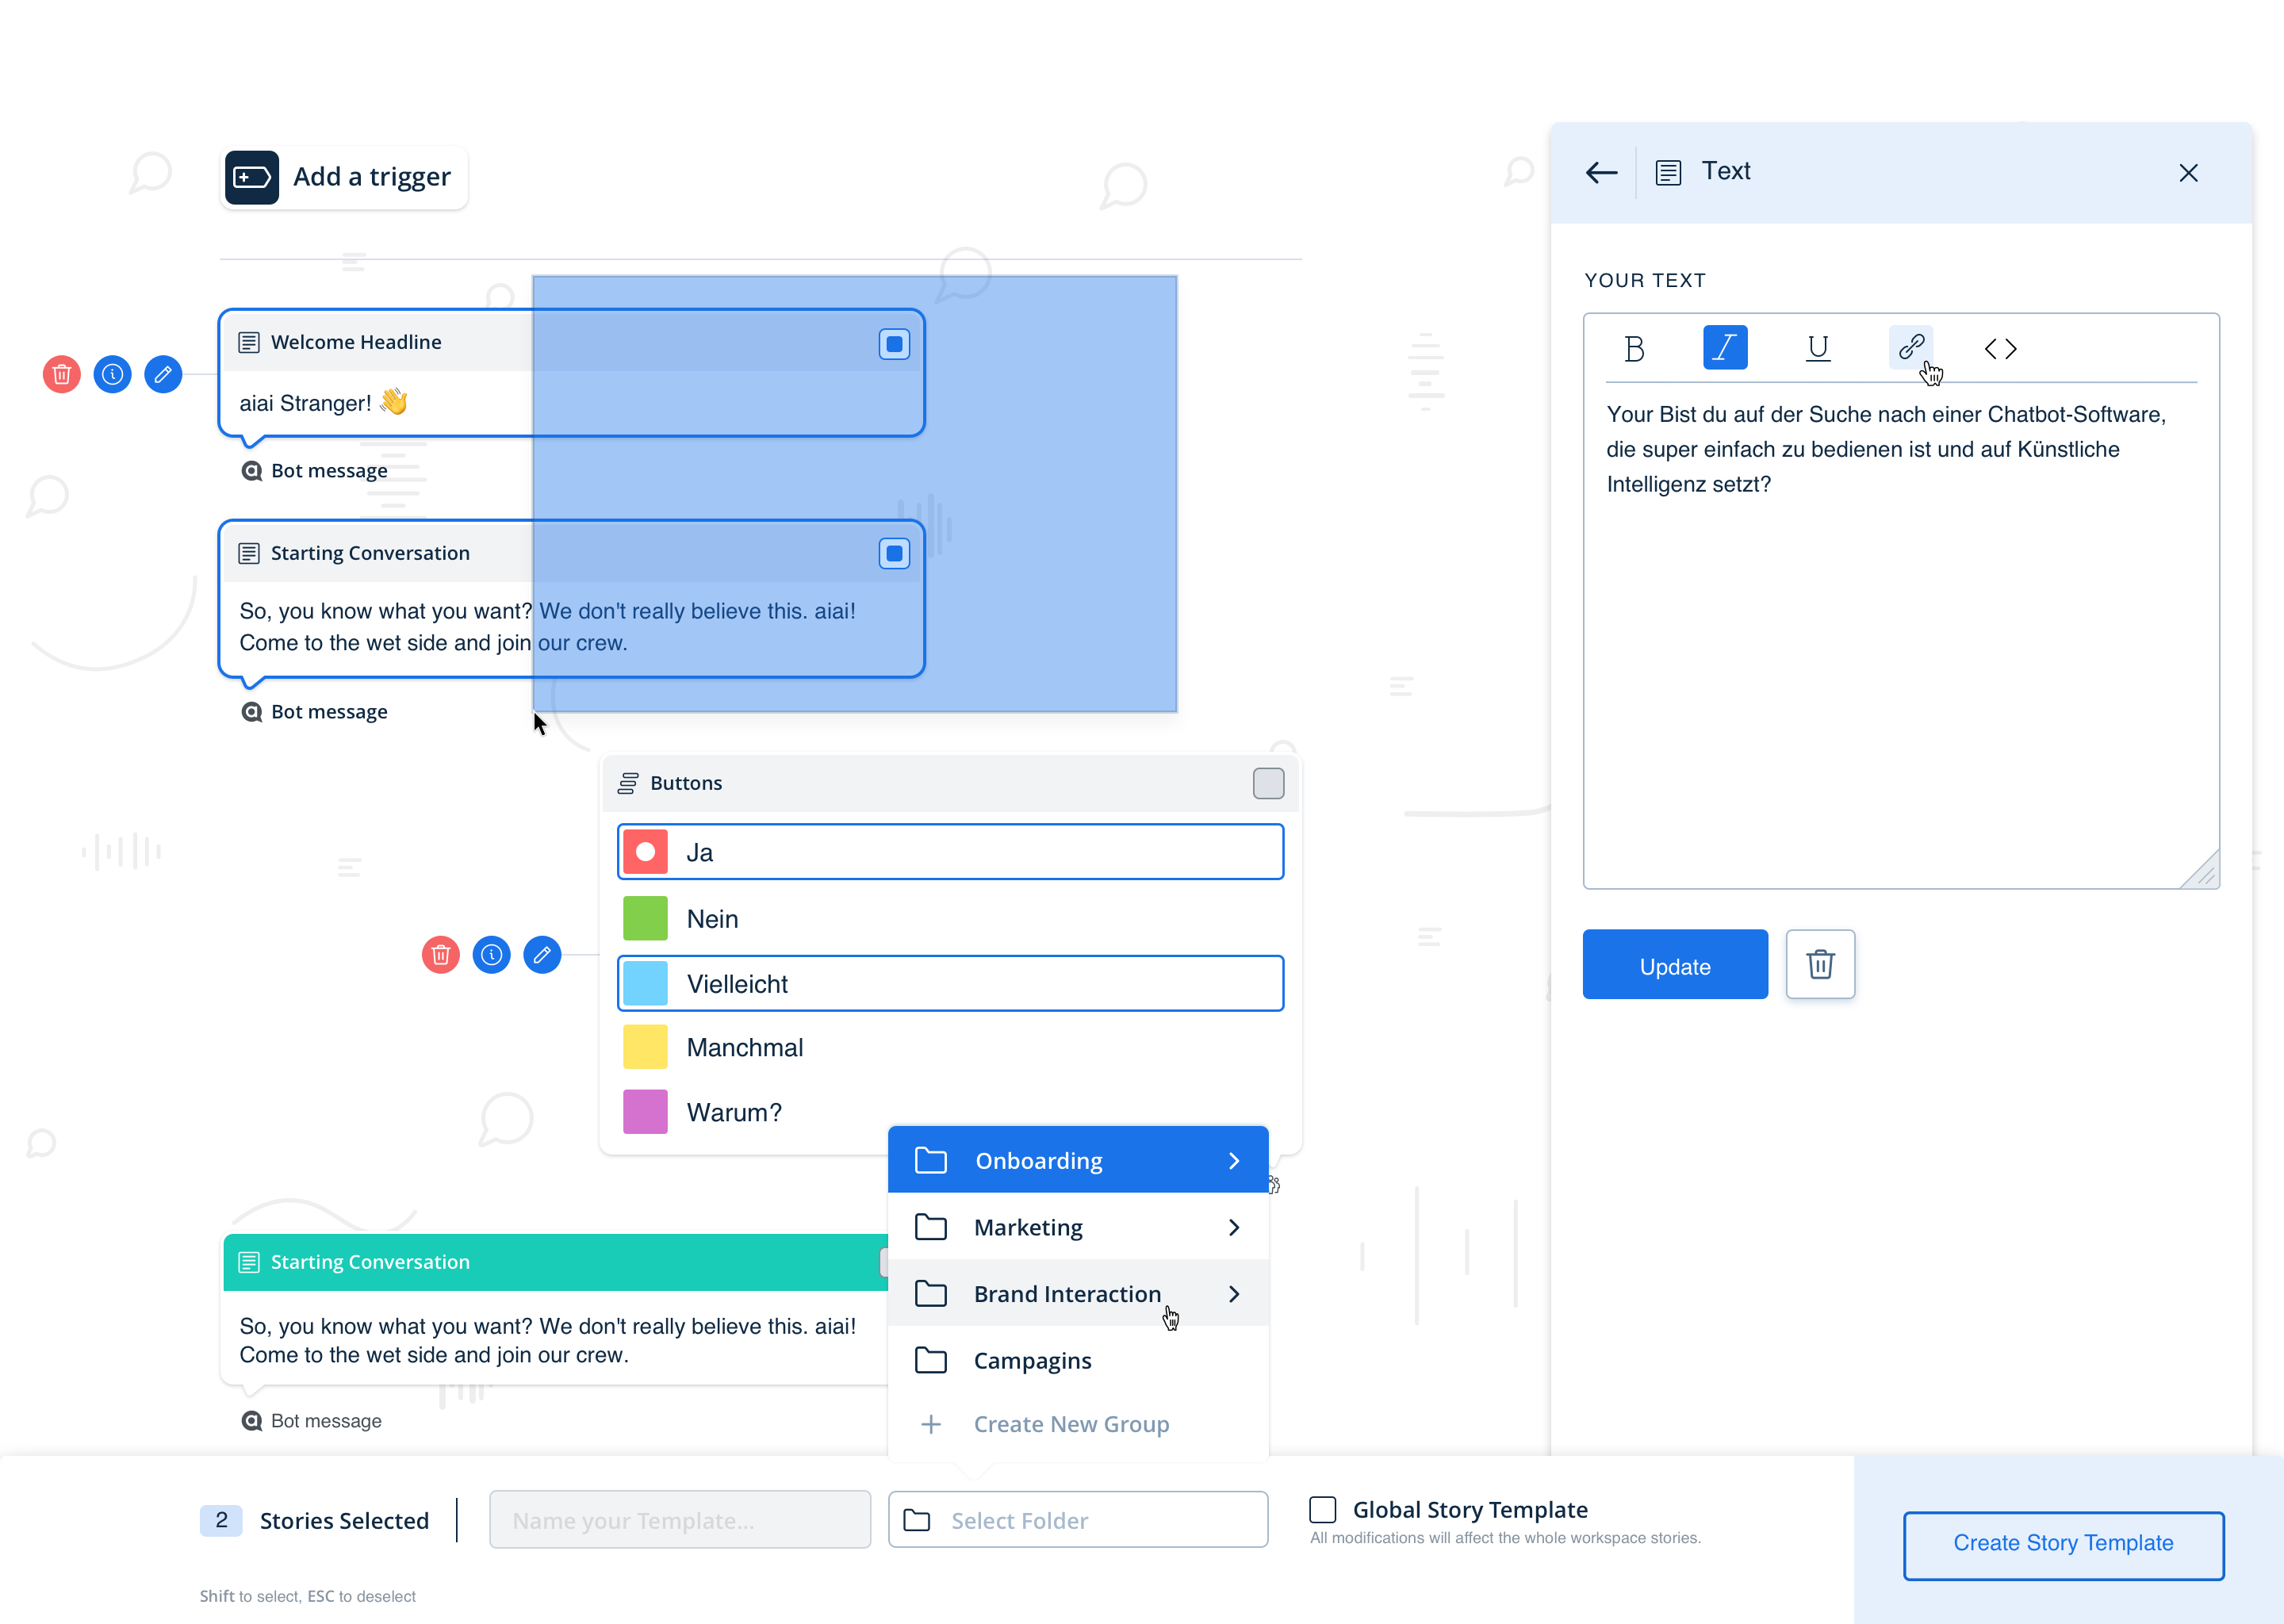 Add a trigger
Welcome Headline
aiai Stranger! 👋
Bot message
Starting Conversation
So, you know what you want? We don't really believe this. aiai!
Come to the wet side and join our crew.
Bot message
Buttons
Ja
Nein
Vielleicht
Manchmal
Warum?
Onboarding
Marketing
Brand Interaction
Campagins
Create New Group
Starting Conversation
So, you know what you want? We don't really believe this. aiai!
Come to the wet side and join our crew.
Bot message
Text
YOUR TEXT
B I U
Your Bist du auf der Suche nach einer Chatbot-Software,
die super einfach zu bedienen ist und auf Künstliche
Intelligenz setzt?
Update
2 Stories Selected
Name your Template...
Select Folder
Global Story Template
All modifications will affect the whole workspace stories.
Create Story Template
Shift to select, ESC to deselect